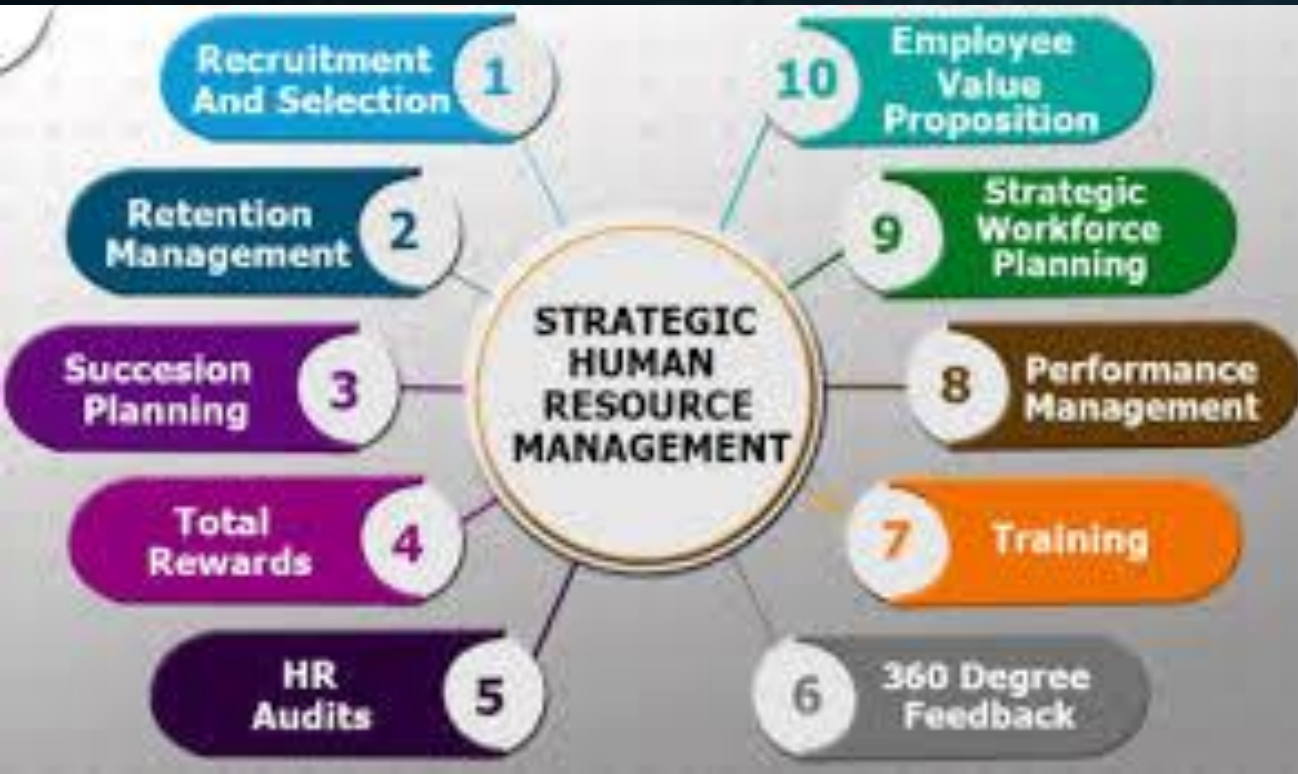 Recruitment
And Selection
1
Retention
Management
2
Succesion
Planning
3
Total
Rewards
4
HR
Audits
5
STRATEGIC
HUMAN
RESOURCE
MANAGEMENT
10
Employee
Value
Proposition
9
Strategic
Workforce
Planning
8
Performance
Management
7
Training
6
360 Degree
Feedback